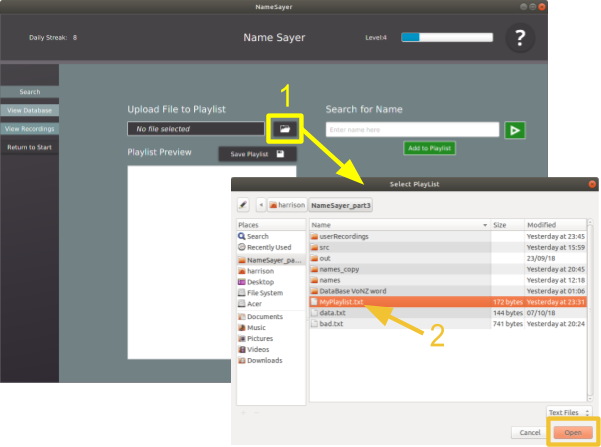 NameSayer
Daily Streak: 8
Name Sayer
Level:4
?
Search
View Database
View Recordings
Return to Start
1
Upload File to Playlist
Search for Name
No file selected
Enter name here
Add to Playlist
Playlist Preview
Save Playlist
Select PlayList
harrison
NameSayer_part3
Places
Search
Recently Used
NameSayer_pa...
harrison
Desktop
File System
Acer
Documents
Music
Pictures
Videos
Downloads
Name Size Modified
userRecordings Yesterday at 23:45
src Yesterday at 15:59
out 23/09/18
names_copy Yesterday at 20:45
names Yesterday at 12:18
DataBase VoNZ word Yesterday at 01:06
MyPlaylist.txt 172 bytes Yesterday at 23:31
data.txt 144 bytes 07/10/18
bad.txt 741 bytes Yesterday at 20:24
2
Text Files
Cancel
Open